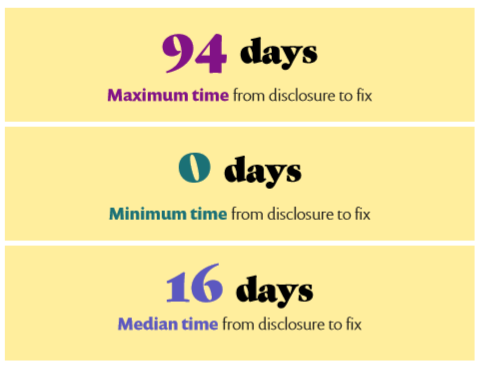 94 days
Maximum time from disclosure to fix
0 days
Minimum time from disclosure to fix
16 days
Median time from disclosure to fix